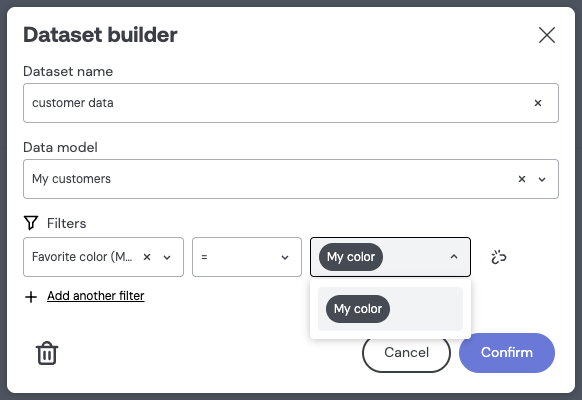 Dataset builder
Dataset name
customer data
Data model
My customers
Filters
Favorite color (M... = My color
Add another filter
My color
Cancel Confirm